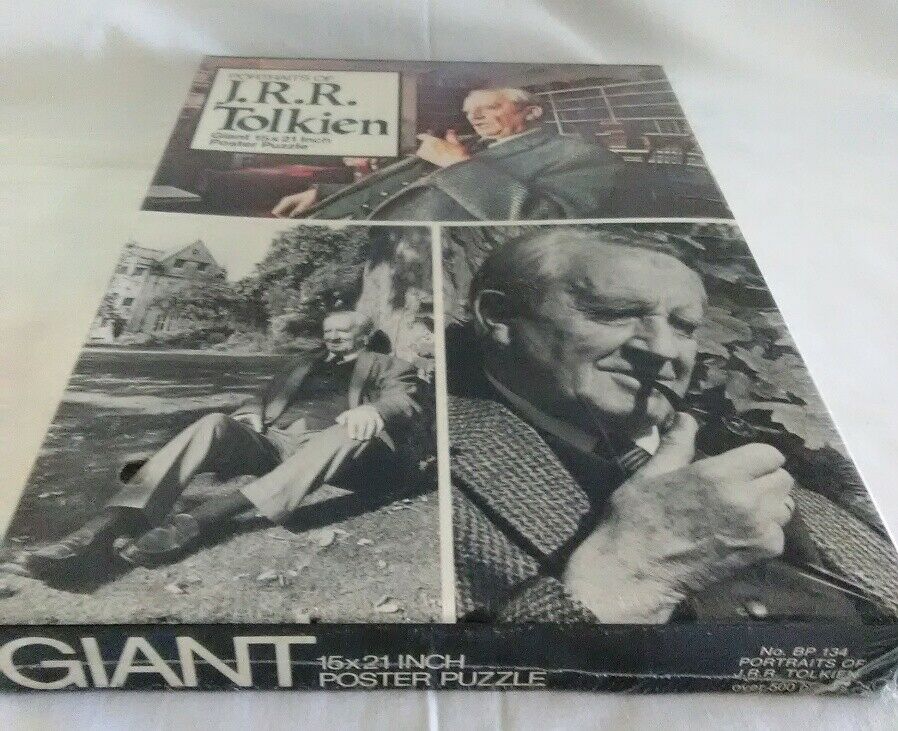 PORTRAITS OF
J.R.R.
Tolkien
Giant 15x21 Inch
Poster Puzzle
GIANT
15x21 INCH
POSTER PUZZLE
No. BP 134
PORTRAITS OF
J.R.R. TOLKIEN
over 500